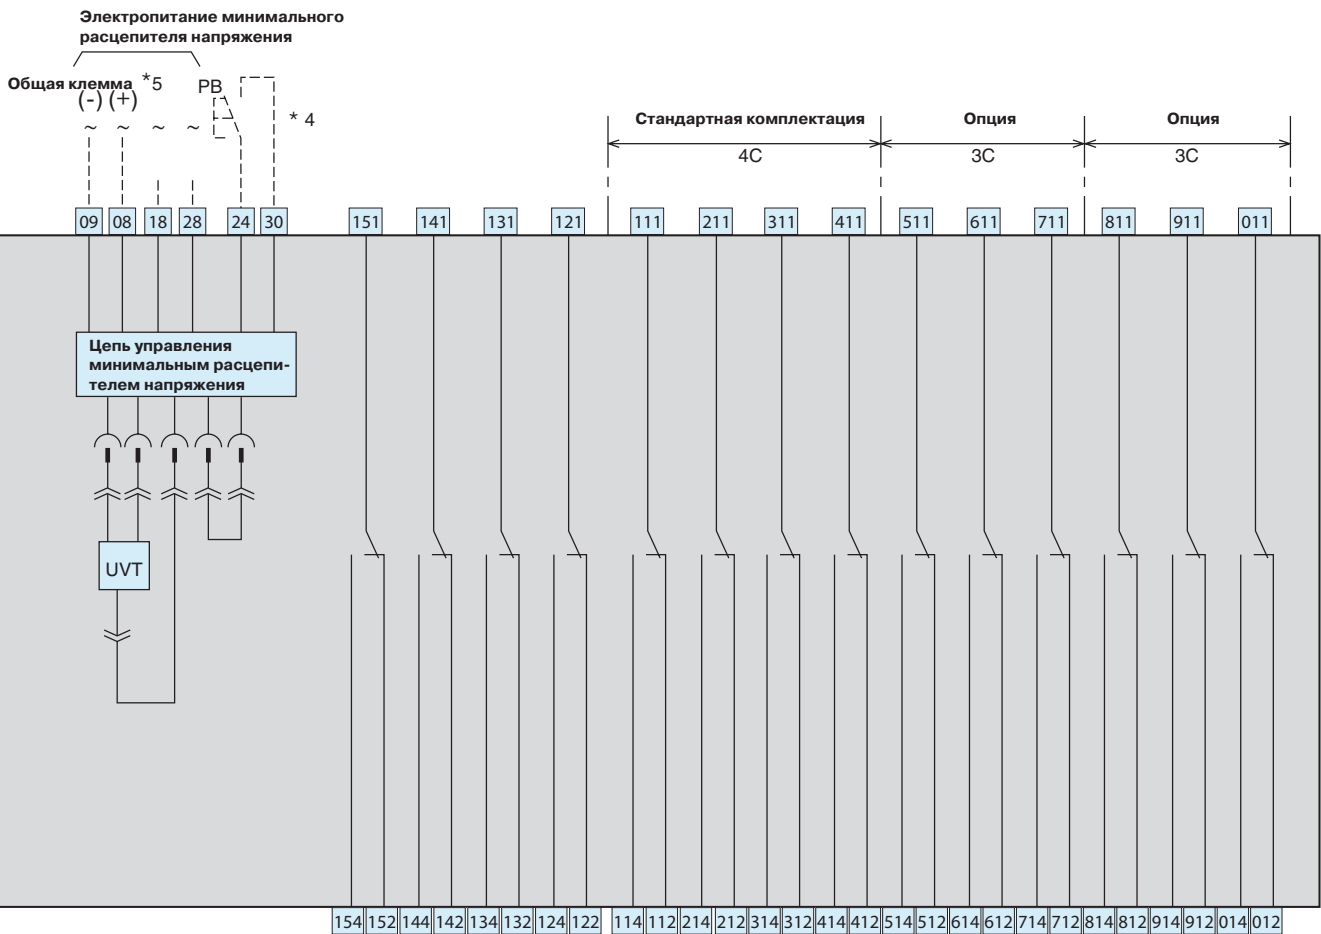 Электропитание минимального
расцепителя напряжения
Общая клемма *5
(-) (+)
PB
* 4
~ ~ ~ ~
Стандартная комплектация
Опция
Опция
4C
3C
3C
09 08 18 28 24 30 151 141 131 121 111 211 311 411 511 611 711 811 911 011
Цепь управления
минимальным расцепи-
телем напряжения
UVT
154 152 144 142 134 132 124 122 114 112 214 212 314 312 414 412 514 512 614 612 714 712 814 812 914 912 014 012